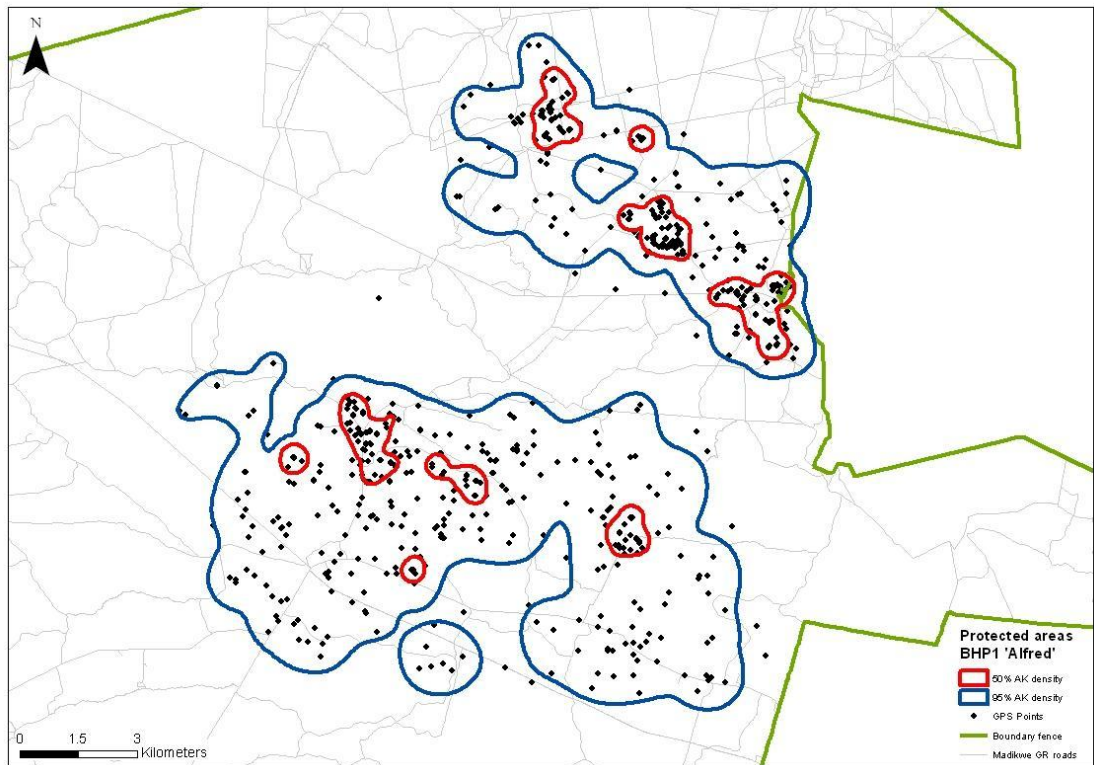 N
Protected areas
BHP1 'Alfred'
50% AK density
95% AK density
GPS Points
Boundary fence
Madikwe GR roads
0 1.5 3
Kilometers